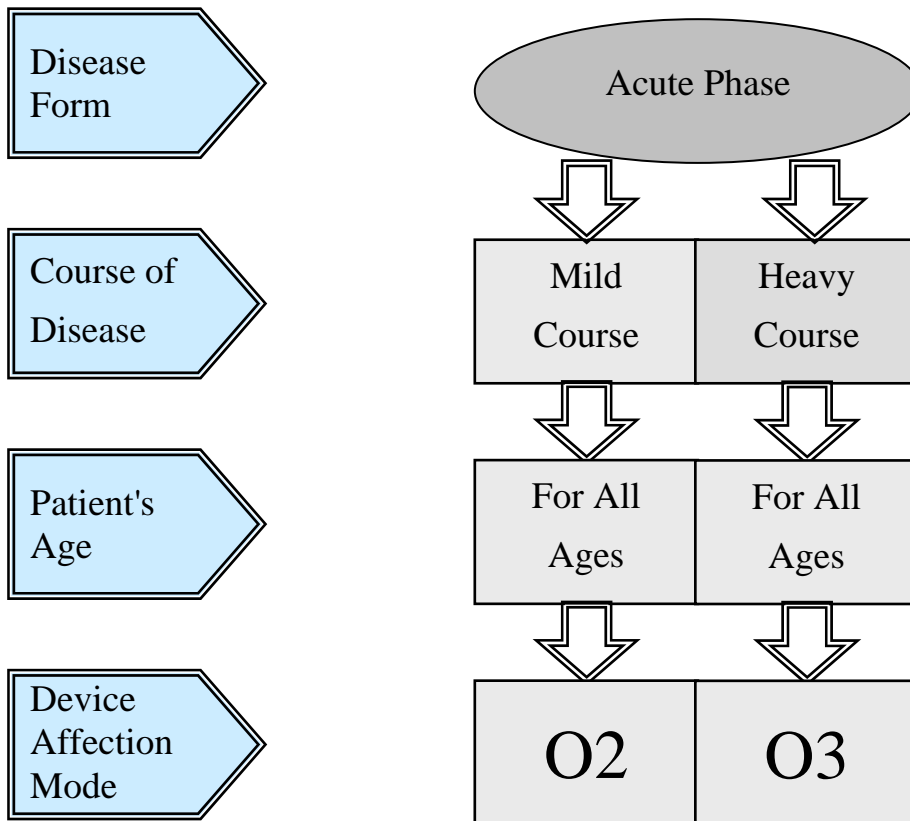 Disease
Form
Acute Phase
Course of
Disease
Mild
Course
Heavy
Course
Patient's
Age
For All
Ages
For All
Ages
Device
Affection
Mode
O2
O3